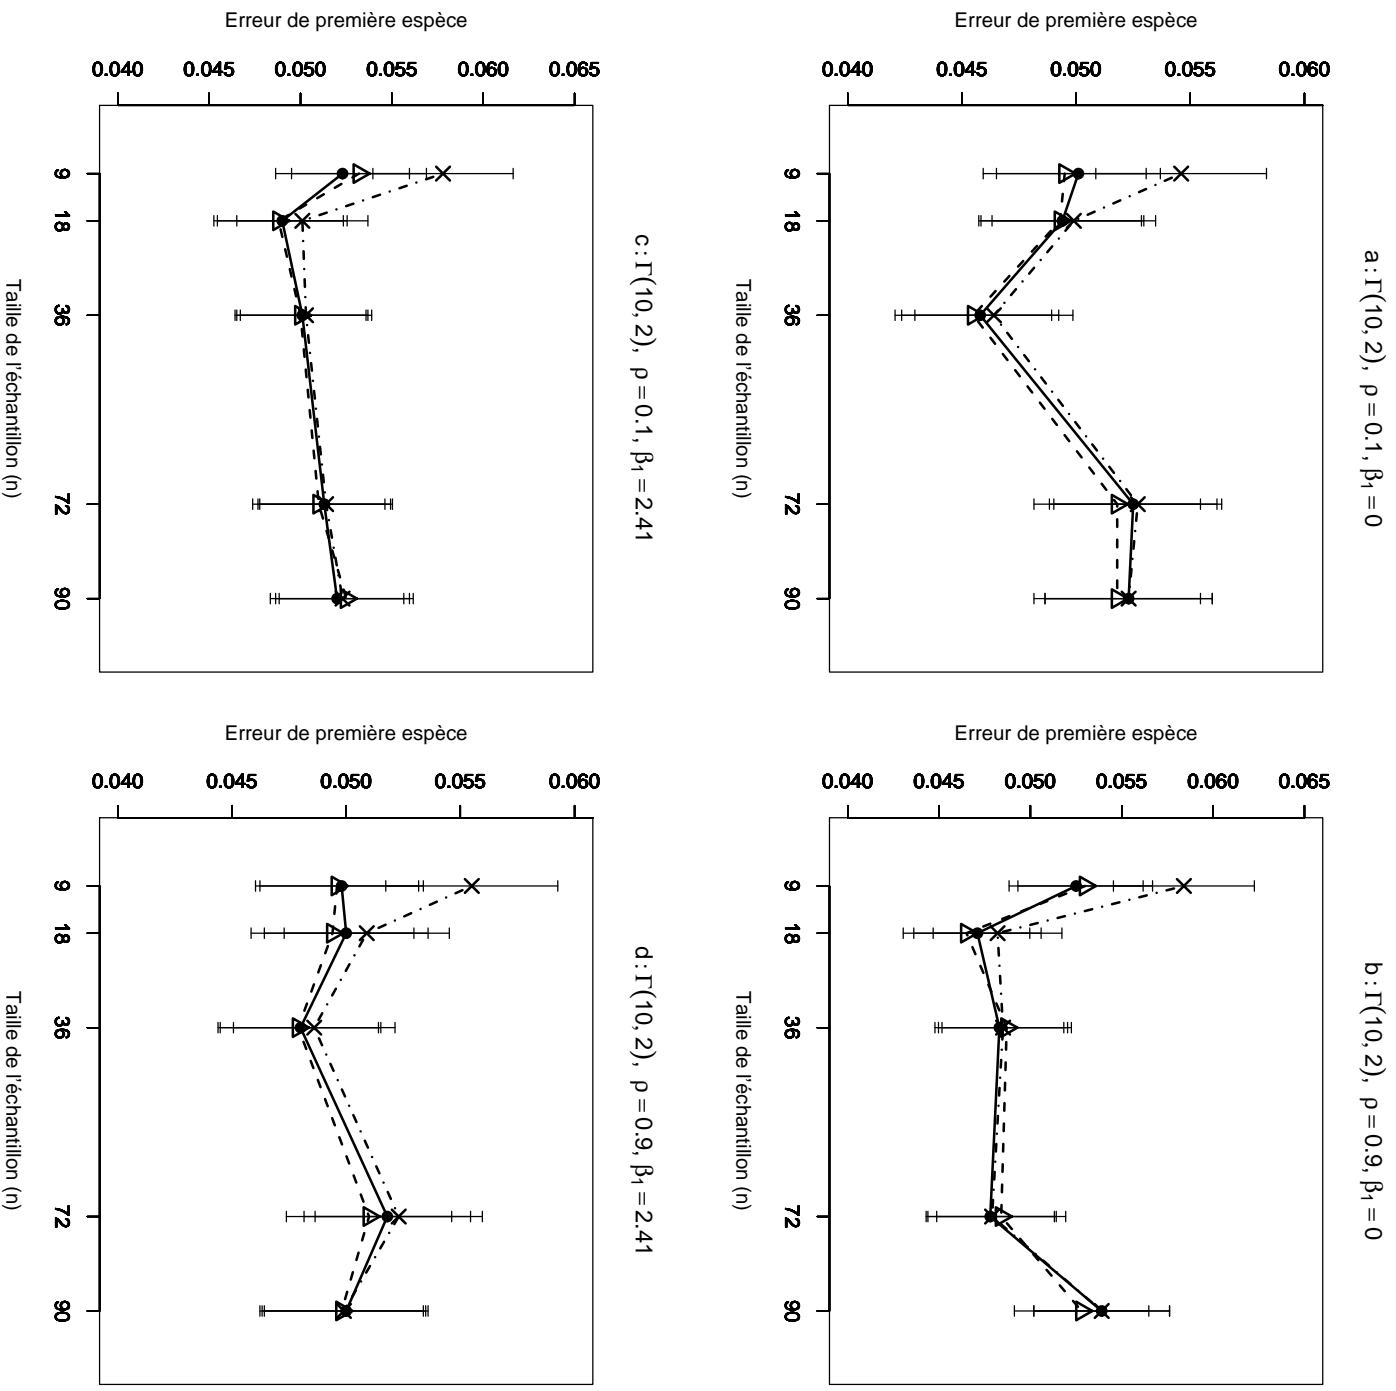 a : Γ(10, 2), ρ = 0.1, β₁ = 0
Erreur de première espèce
0.040 0.045 0.050 0.055 0.060
9 18 36 72 90
Taille de l'échantillon (n)
b : Γ(10, 2), ρ = 0.9, β₁ = 0
Erreur de première espèce
0.040 0.045 0.050 0.055 0.060 0.065
9 18 36 72 90
Taille de l'échantillon (n)
c : Γ(10, 2), ρ = 0.1, β₁ = 2.41
Erreur de première espèce
0.040 0.045 0.050 0.055 0.060 0.065
9 18 36 72 90
Taille de l'échantillon (n)
d : Γ(10, 2), ρ = 0.9, β₁ = 2.41
Erreur de première espèce
0.040 0.045 0.050 0.055 0.060
9 18 36 72 90
Taille de l'échantillon (n)